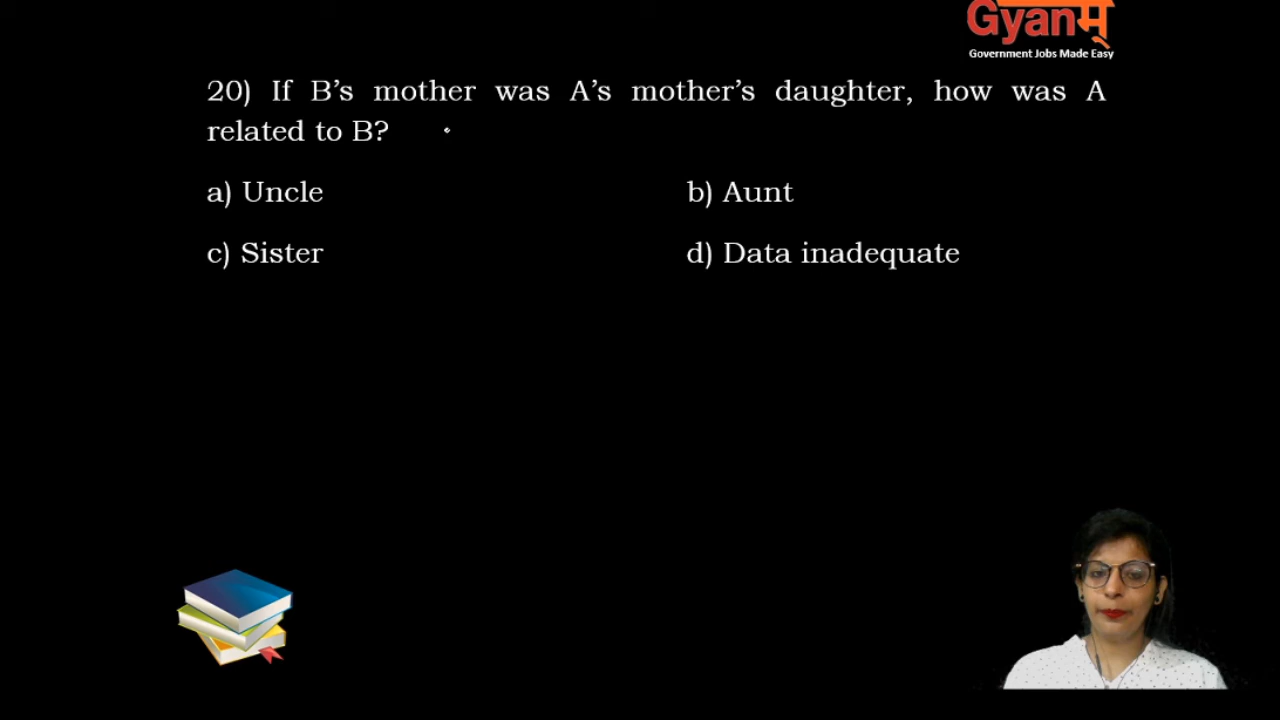 Gyanम्
Government Jobs Made Easy
20) If B's mother was A's mother's daughter, how was A
related to B?
a) Uncle
b) Aunt
c) Sister
d) Data inadequate